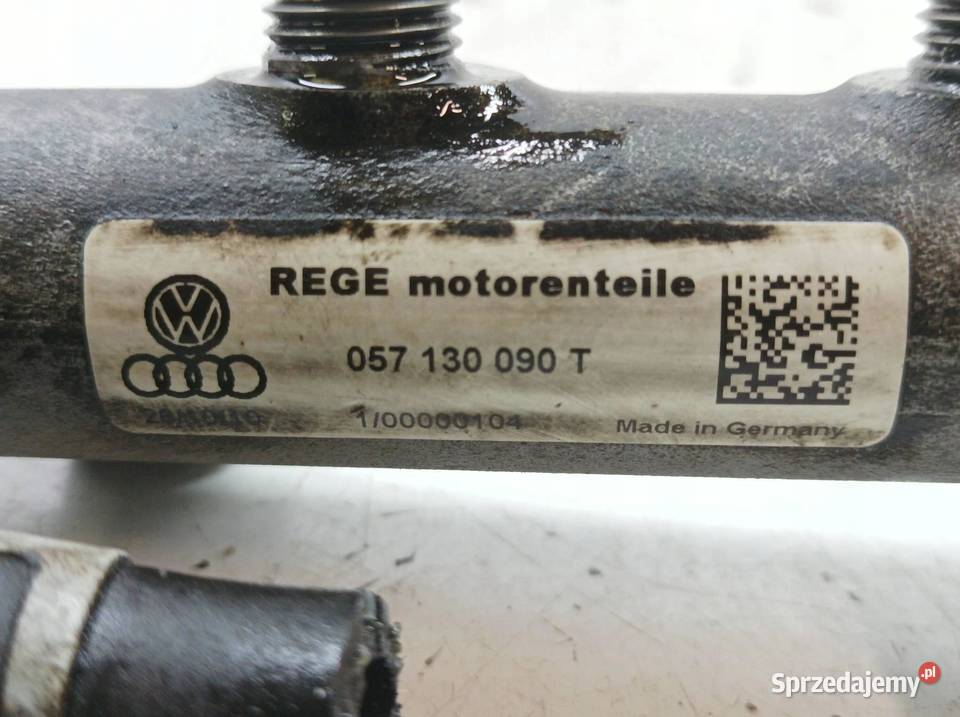 REGE motorenteile
057 130 090 T
1/00000104
Made in Germany
Sprzedajemy.pl